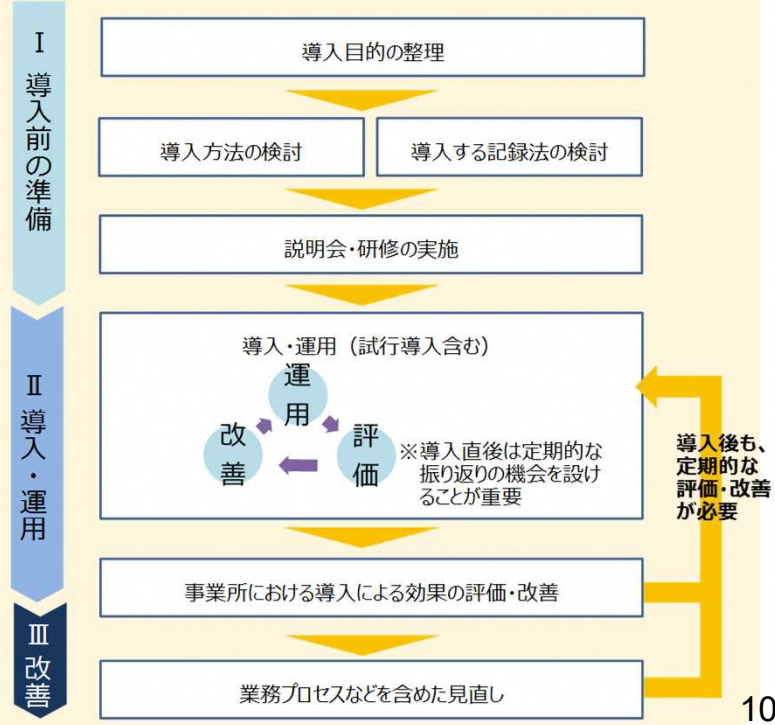 Ⅰ 導入前の準備
導入目的の整理
導入方法の検討
導入する記録法の検討
説明会・研修の実施
Ⅱ 導入・運用
導入・運用（試行導入含む）
運用
評価
改善
※導入直後は定期的な
振り返りの機会を設け
ることが重要
導入後も、
定期的な
評価・改善
が必要
事業所における導入による効果の評価・改善
Ⅲ 改善
業務プロセスなどを含めた見直し
10